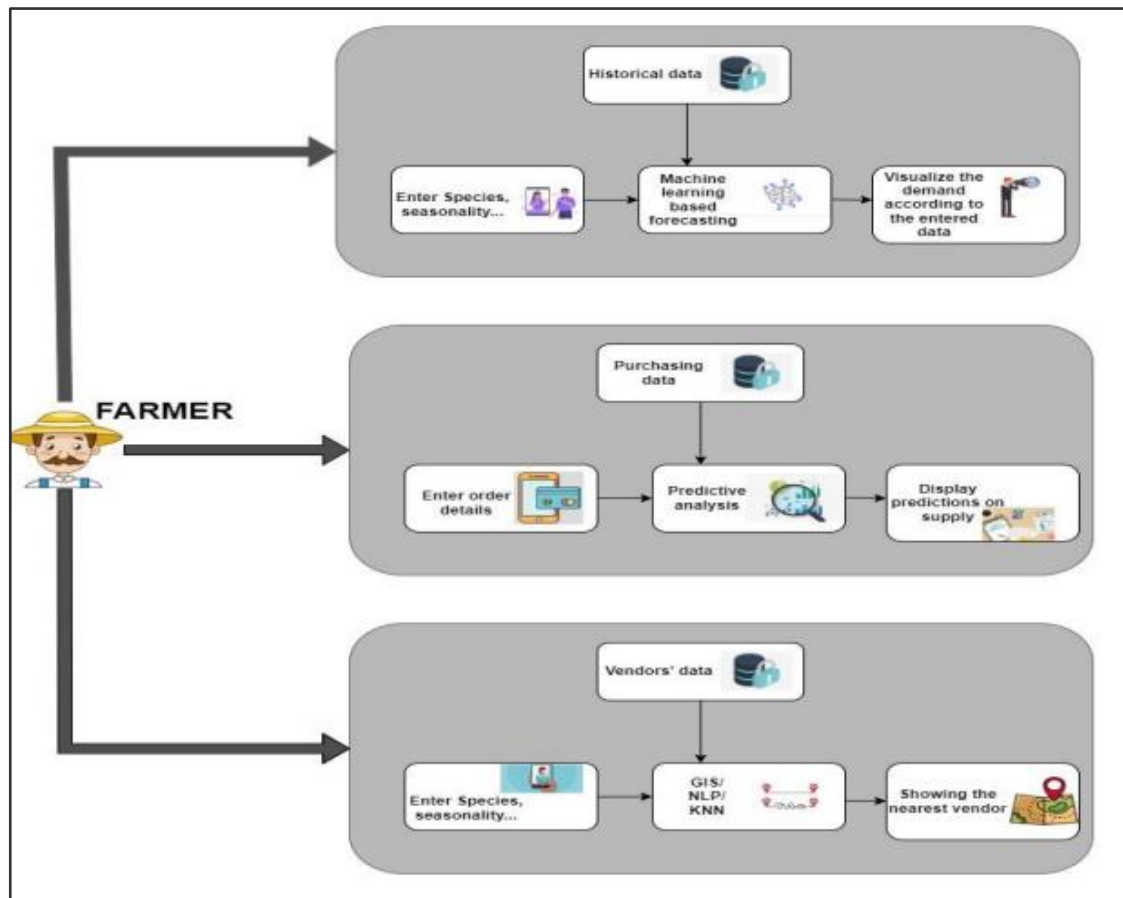 Historical data
Enter Species,
seasonality...
Machine
learning
based
forecasting
Visualize the
demand
according to
the entered
data
FARMER
Purchasing
data
Enter order
details
Predictive
analysis
Display
predictions on
supply
Vendors' data
Enter Species,
seasonality...
GIS/
NLP/
KNN
Showing the
nearest vendor